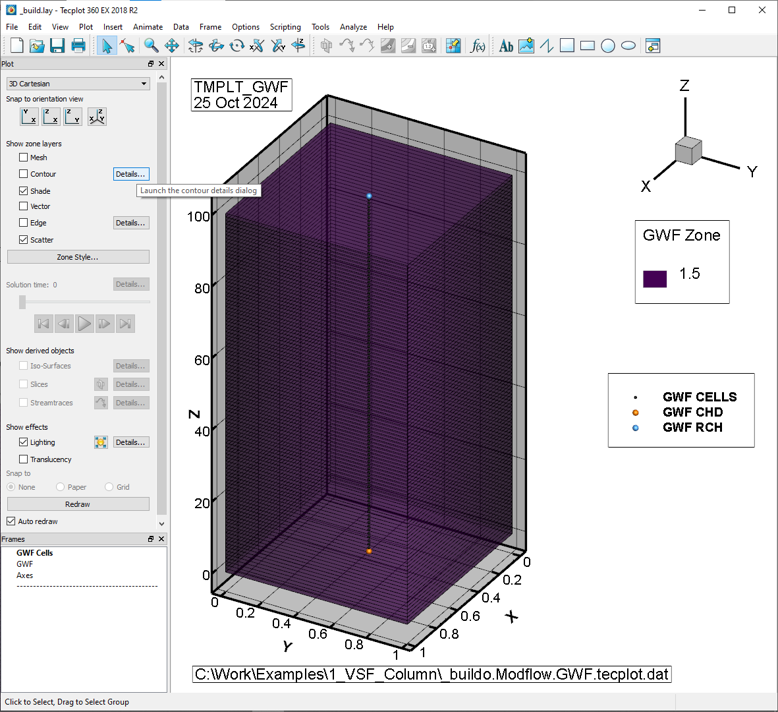 _build.lay - Tecplot 360 EX 2018 R2
File Edit View Plot Insert Animate Data Frame Options Scripting Tools Analyze Help
Ab
f(x)
Plot
3D Cartesian
Snap to orientation view
Y X Z X Z Y Z X Y
Show zone layers
Mesh
Contour Details...
Launch the contour details dialog
Shade
Vector
Edge Details...
Scatter
Zone Style...
Solution time: 0 Details...
Show derived objects
Iso-Surfaces Details...
Slices Details...
Streamtraces Details...
Show effects
Lighting Details...
Translucency
Snap to
None Paper Grid
Redraw
Auto redraw
Frames
GWF Cells
GWF
Axes
TMPLT_GWF
25 Oct 2024
Z
X
Y
GWF Zone
1.5
GWF CELLS
GWF CHD
GWF RCH
100
80
60
40
20
0
Z
0 0.2 0.4 0.6 0.8 1
Y
0
0.2
0.4
0.6
0.8
1
X
C:\Work\Examples\1_VSF_Column\_buildo.Modflow.GWF.tecplot.dat
Click to Select, Drag to Select Group